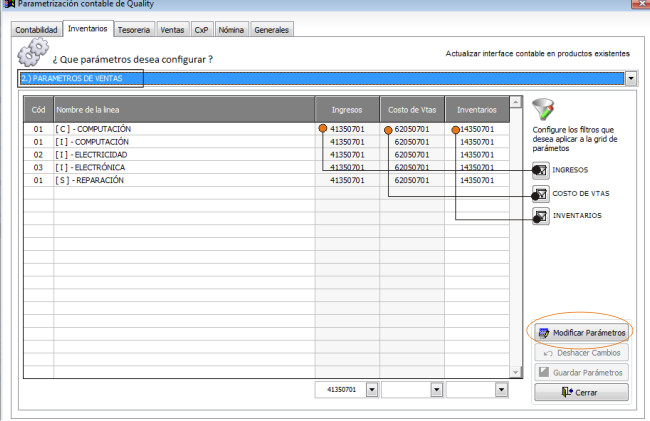 Parametrización contable de Quality
Contabilidad Inventarios Tesoreria Ventas CxP Nómina Generales
¿ Que parámetros desea configurar ?
Actualizar interface contable en productos existentes
2.) PARAMETROS DE VENTAS
Cód Nombre de la linea Ingresos Costo de Vtas Inventarios
01 [ C ] - COMPUTACIÓN 41350701 62050701 14350701
01 [ I ] - COMPUTACIÓN 41350701 62050701 14350701
02 [ I ] - ELECTRICIDAD 41350701 62050701 14350701
03 [ I ] - ELECTRÓNICA 41350701 62050701 14350701
01 [ S ] - REPARACIÓN 41350701 62050701 14350701
Configure los filtros que
desea aplicar a la grid de
parámetos
INGRESOS
COSTO DE VTAS
INVENTARIOS
Modificar Parámetros
Deshacer Cambios
Guardar Parámetros
Cerrar
41350701